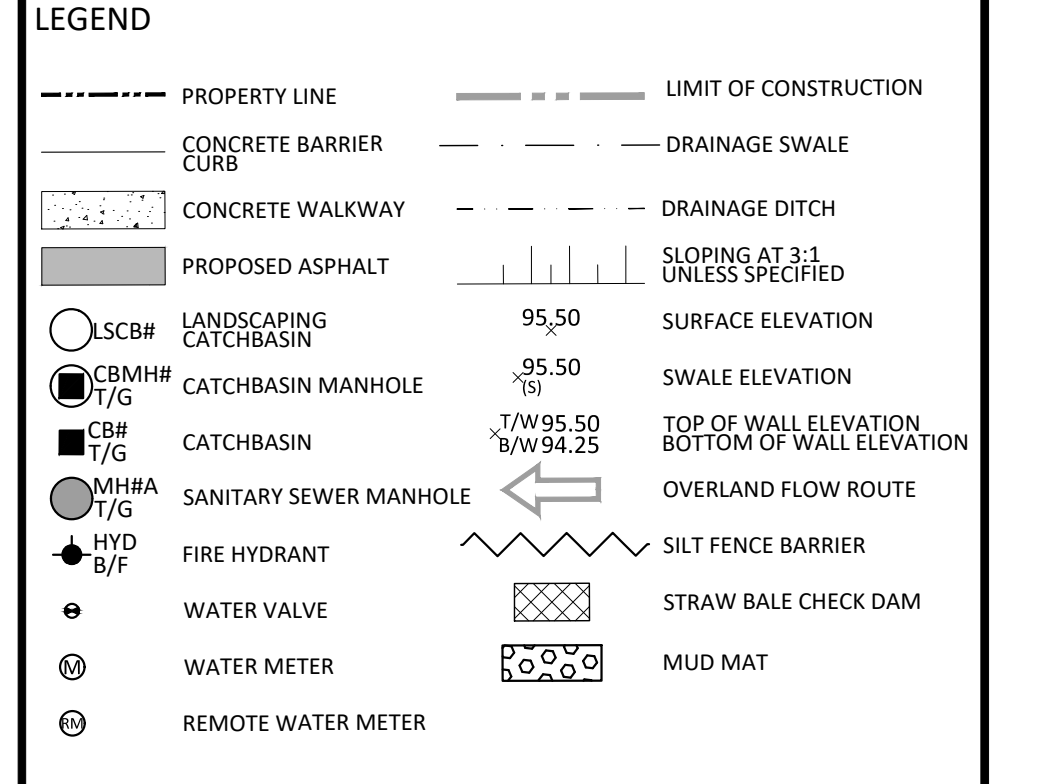 LEGEND
PROPERTY LINE
CONCRETE BARRIER
CURB
CONCRETE WALKWAY
PROPOSED ASPHALT
LSCB#
LANDSCAPING
CATCHBASIN
CBMH#
T/G
CATCHBASIN MANHOLE
CB#
T/G
CATCHBASIN
MH#A
T/G
SANITARY SEWER MANHOLE
HYD
B/F
FIRE HYDRANT
WATER VALVE
M
WATER METER
RM
REMOTE WATER METER
LIMIT OF CONSTRUCTION
DRAINAGE SWALE
DRAINAGE DITCH
SLOPING AT 3:1
UNLESS SPECIFIED
95.50
SURFACE ELEVATION
95.50
(S)
SWALE ELEVATION
T/W 95.50
B/W 94.25
TOP OF WALL ELEVATION
BOTTOM OF WALL ELEVATION
OVERLAND FLOW ROUTE
SILT FENCE BARRIER
STRAW BALE CHECK DAM
MUD MAT